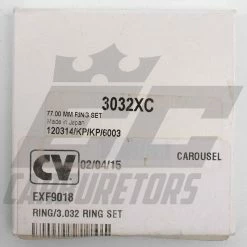 3032XC
77.00 MM RING SET
Made in Japan
120314/KP/KP/6003
EC
CARBURETORS
CV
02/04/15
CAROUSEL
EXF9018
RING/3.032 RING SET